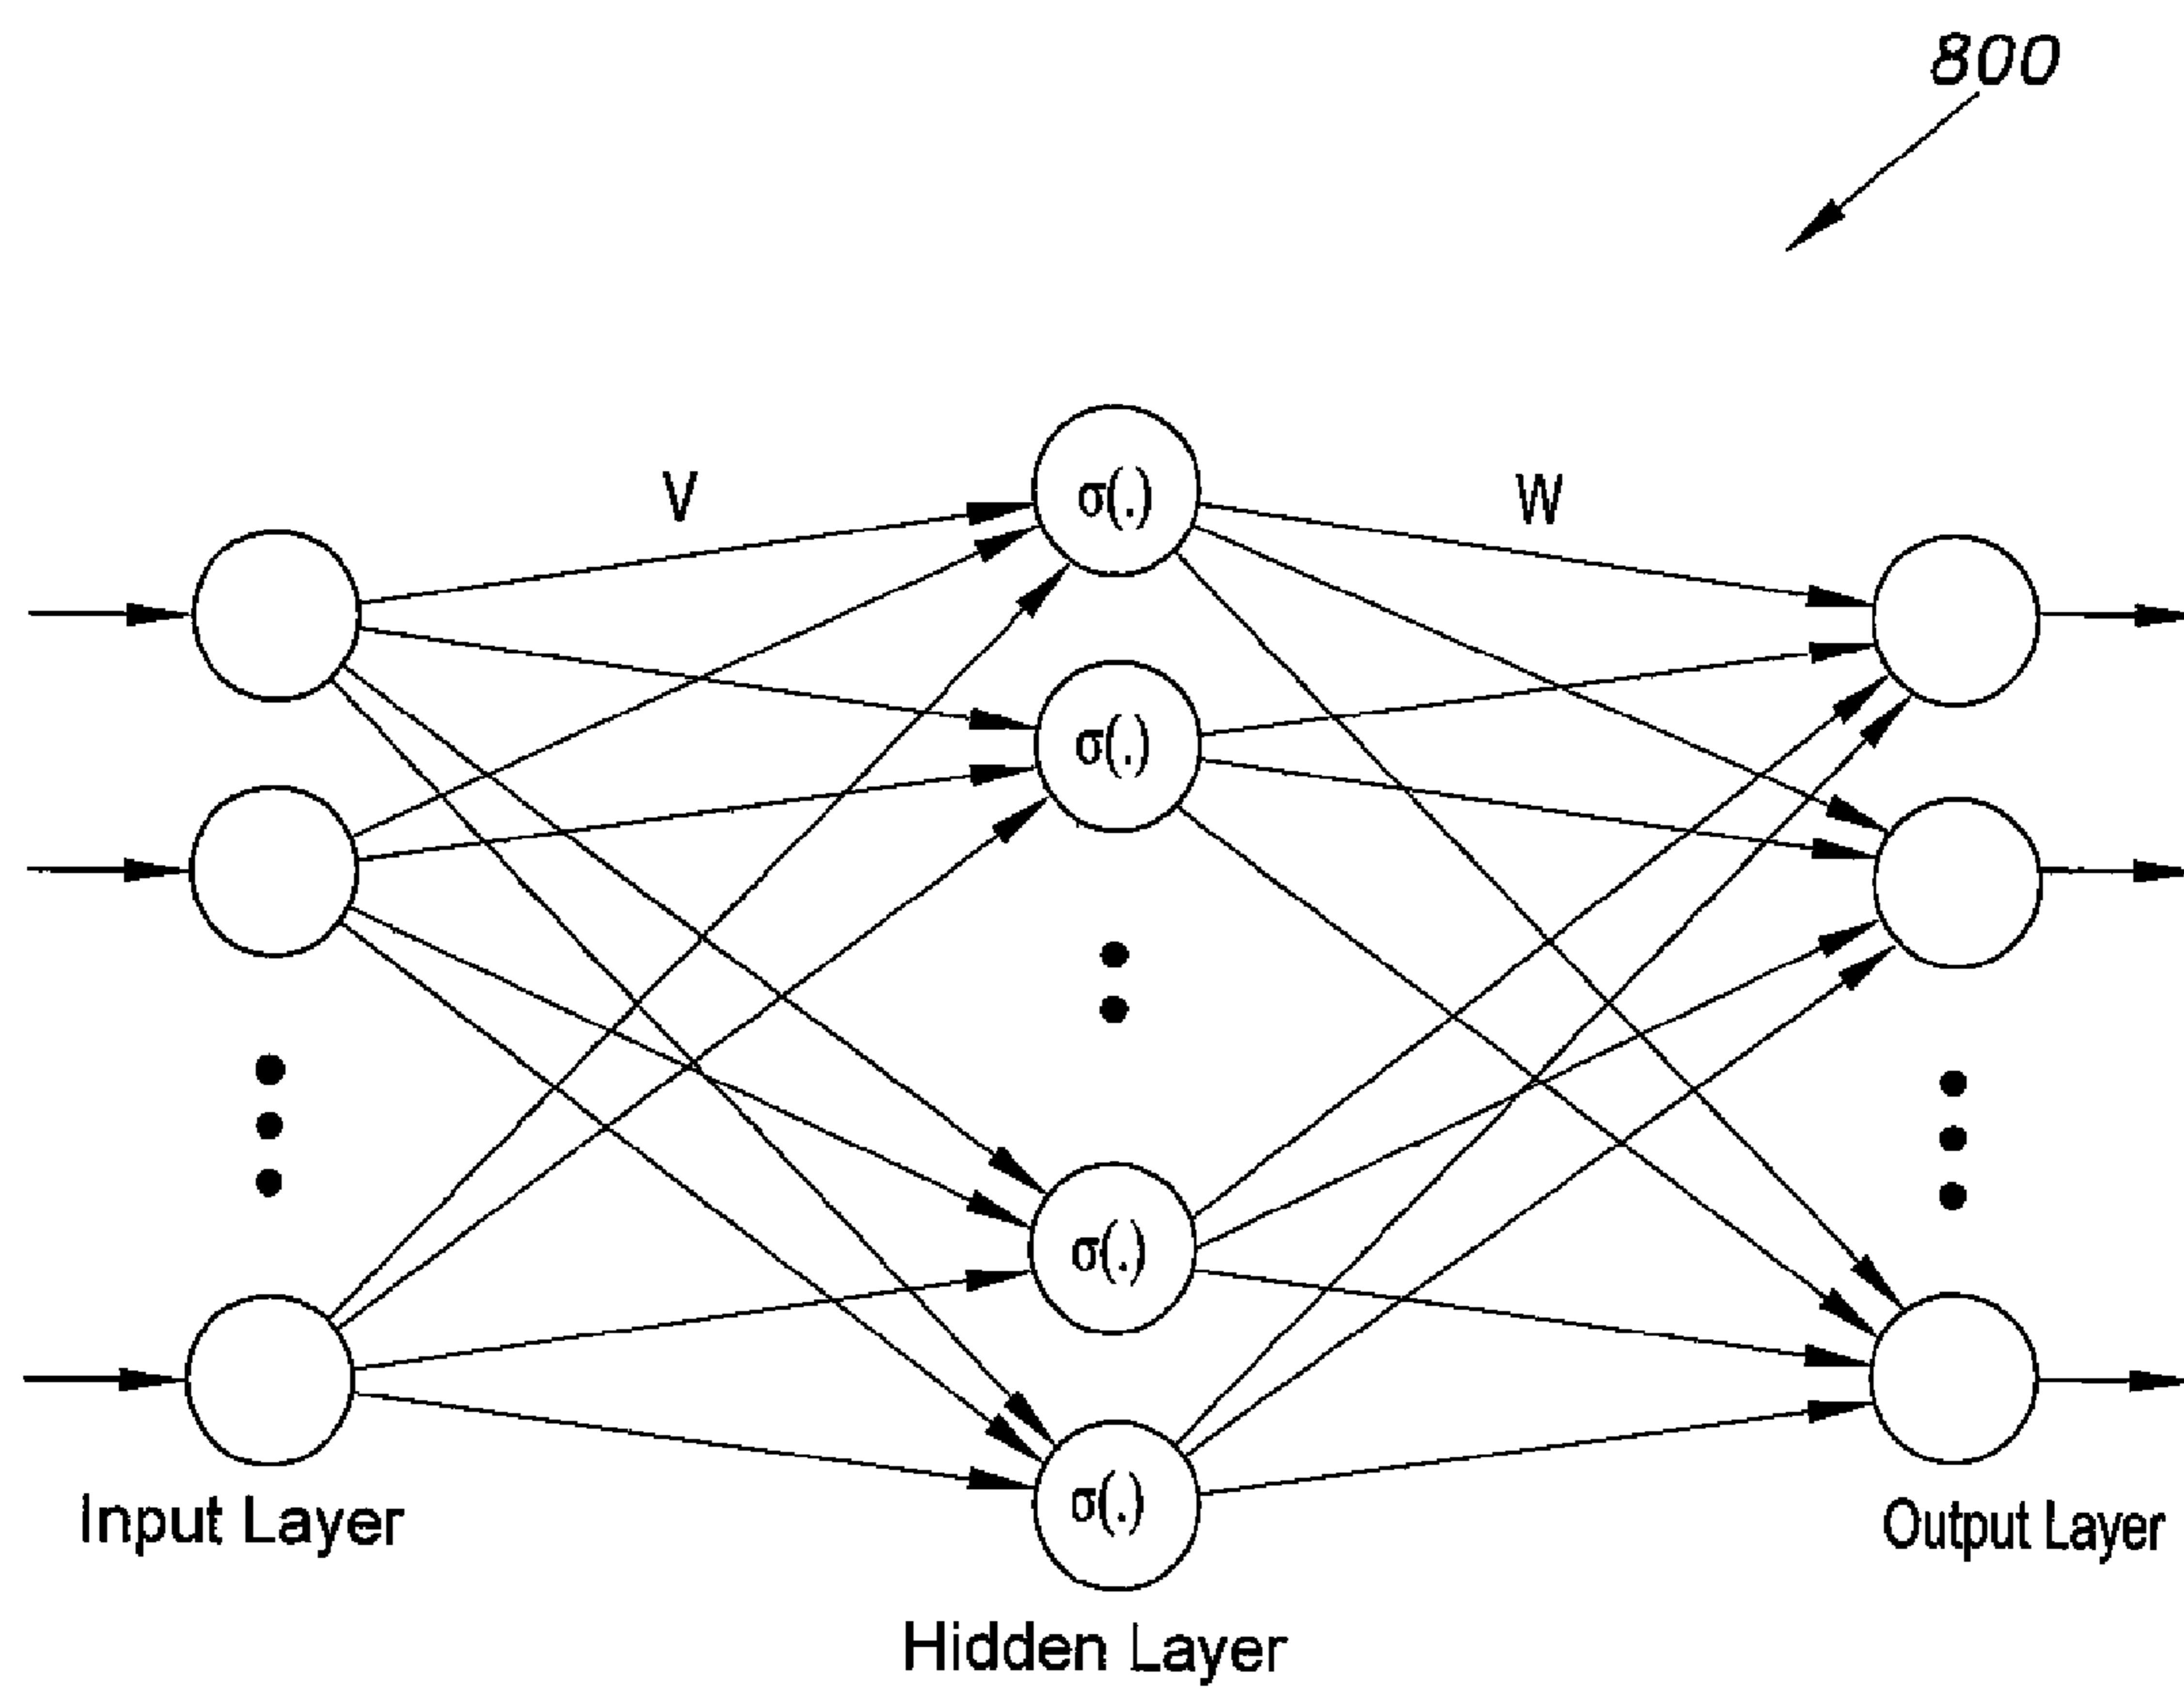 800
V
W
σ(.)
σ(.)
σ(.)
σ(.)
Input Layer
Output Layer
Hidden Layer